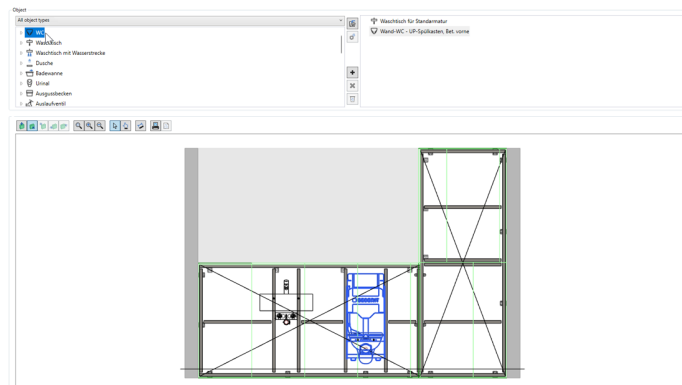 Object
All object types
WC
Waschtisch
Waschtisch mit Wasserstrecke
Dusche
Badewanne
Urinal
Ausgussbecken
Auslaufventil
Waschtisch für Standarmatur
Wand-WC - UP-Spülkasten, Bet. vorne
GEBERIT